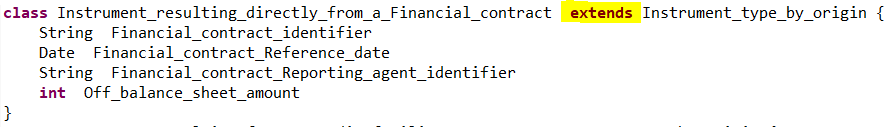 class Instrument_resulting_directly_from_a_Financial_contract extends Instrument_type_by_origin {
String Financial_contract_identifier
Date Financial_contract_Reference_date
String Financial_contract_Reporting_agent_identifier
int Off_balance_sheet_amount
}